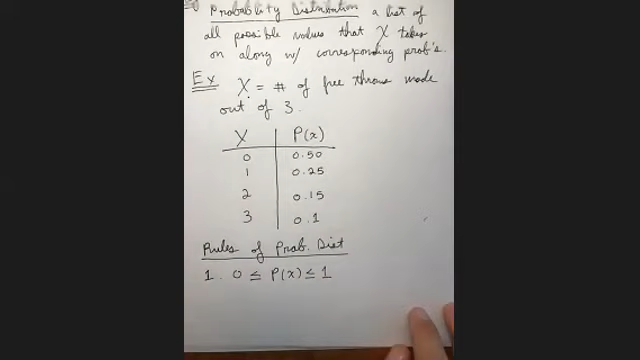 Probablity Distribution a list of
all possible values that X takes
on along w/ corresponding prob's.
Ex X = # of free throws made
out of 3.
X P(x)
0 0.50
1 0.25
2 0.15
3 0.1
Rules of Prob. Dist
1. 0 ≤ P(x) ≤ 1